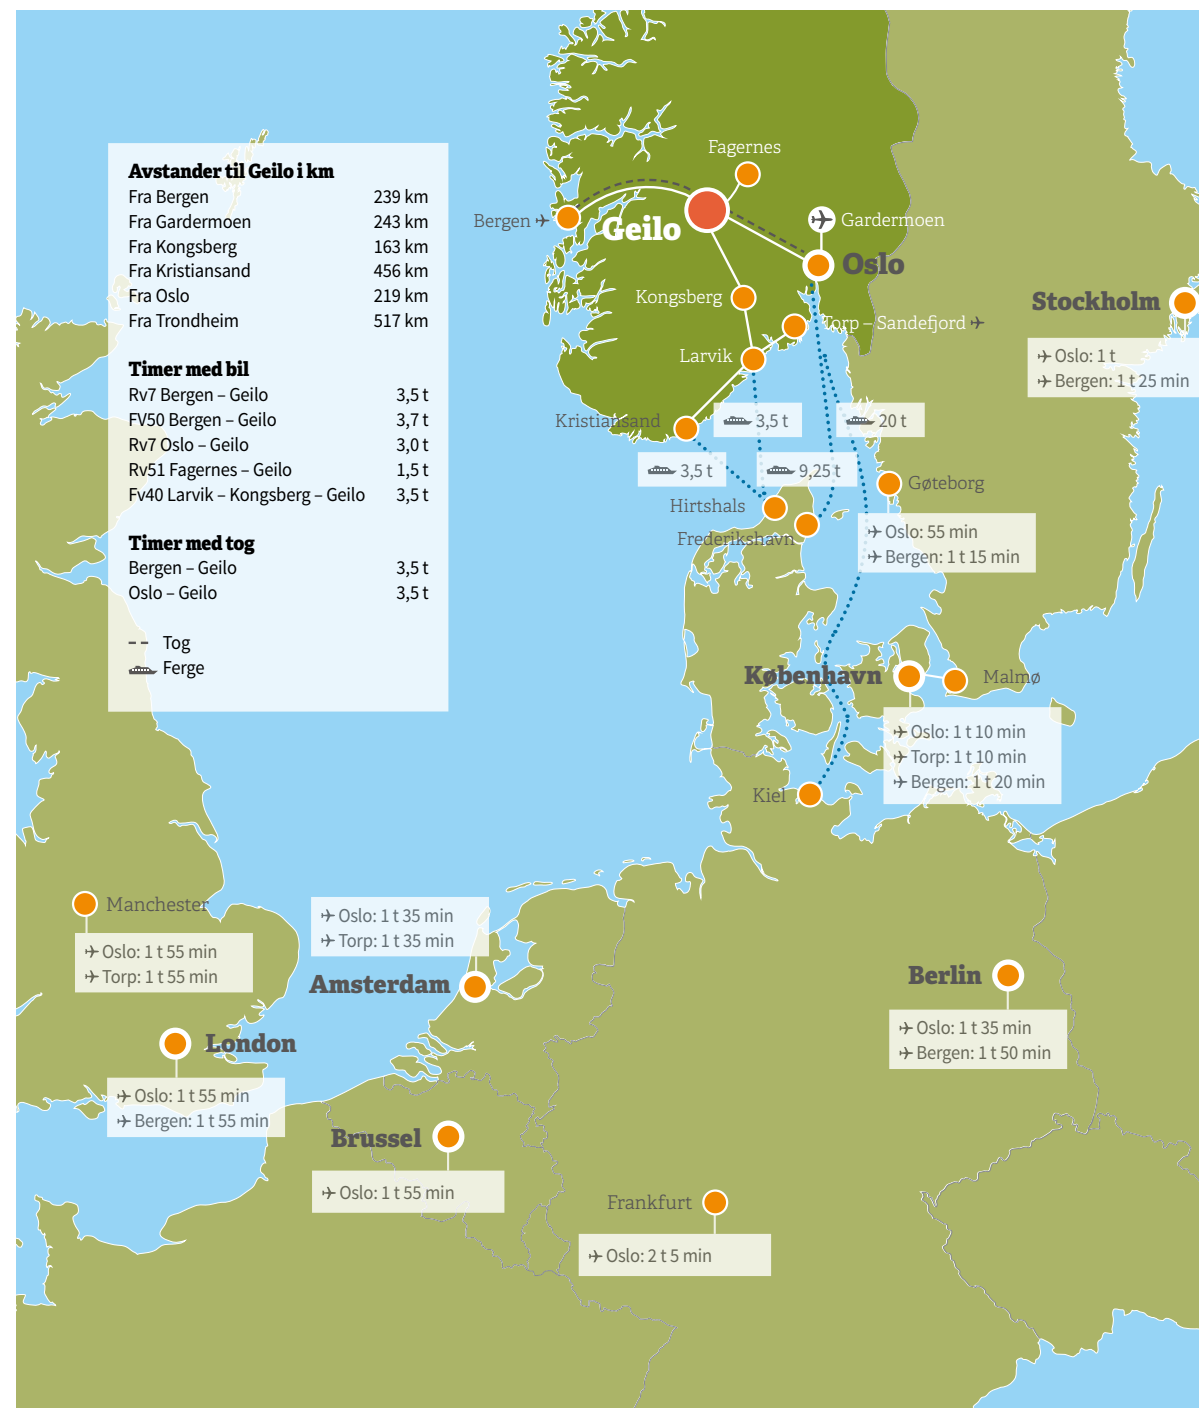 Avstander til Geilo i km
Fra Bergen 239 km
Fra Gardermoen 243 km
Fra Kongsberg 163 km
Fra Kristiansand 456 km
Fra Oslo 219 km
Fra Trondheim 517 km
Timer med bil
Rv7 Bergen – Geilo 3,5 t
FV50 Bergen – Geilo 3,7 t
Rv7 Oslo – Geilo 3,0 t
Rv51 Fagernes – Geilo 1,5 t
Fv40 Larvik – Kongsberg – Geilo 3,5 t
Timer med tog
Bergen – Geilo 3,5 t
Oslo – Geilo 3,5 t
Tog
Ferge
Fagernes
Bergen
Geilo
Gardermoen
Oslo
Kongsberg
Torp – Sandefjord
Larvik
Kristiansand
3,5 t
20 t
3,5 t
9,25 t
Stockholm
Oslo: 1 t
Bergen: 1 t 25 min
Hirtshals
Frederikshavn
Gøteborg
Oslo: 55 min
Bergen: 1 t 15 min
København
Malmø
Oslo: 1 t 10 min
Torp: 1 t 10 min
Bergen: 1 t 20 min
Kiel
Manchester
Oslo: 1 t 55 min
Torp: 1 t 55 min
Oslo: 1 t 35 min
Torp: 1 t 35 min
Amsterdam
Berlin
Oslo: 1 t 35 min
Bergen: 1 t 50 min
London
Oslo: 1 t 55 min
Bergen: 1 t 55 min
Brussel
Oslo: 1 t 55 min
Frankfurt
Oslo: 2 t 5 min